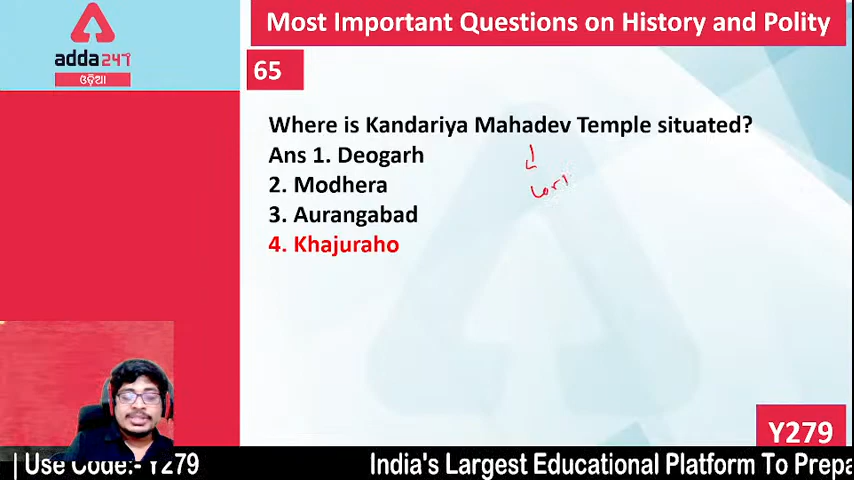 Most Important Questions on History and Polity
adda247
ଓଡ଼ିଆ
65
Where is Kandariya Mahadev Temple situated?
Ans 1. Deogarh
2. Modhera
3. Aurangabad
4. Khajuraho
Y279
| Use Code:- Y279
India's Largest Educational Platform To Prepa